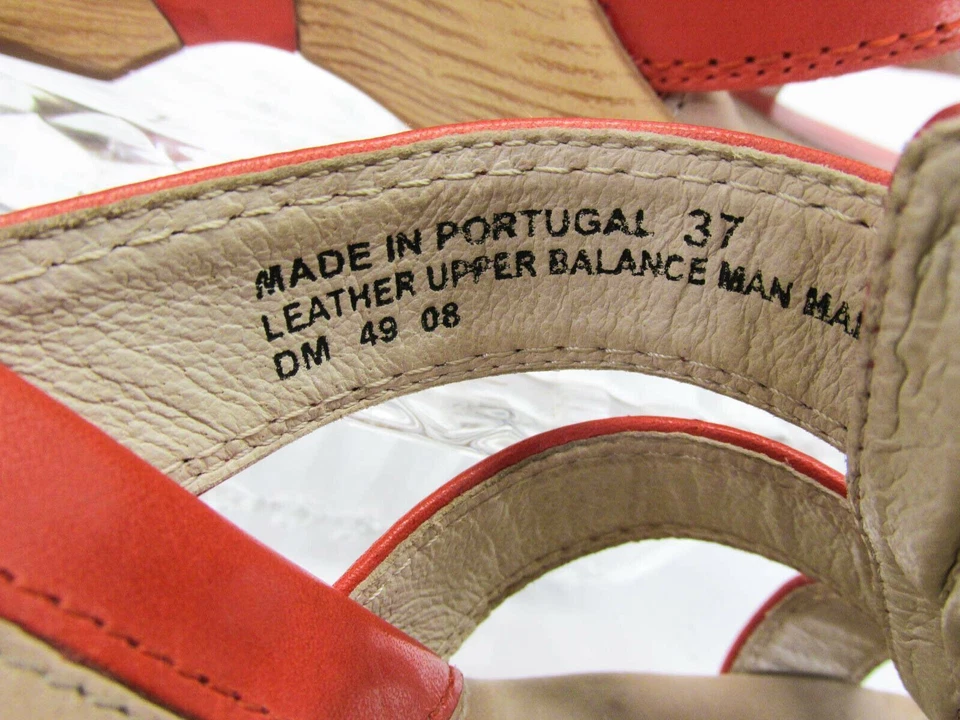 MADE IN PORTUGAL 37
LEATHER UPPER BALANCE MAN MA
DM 49 08